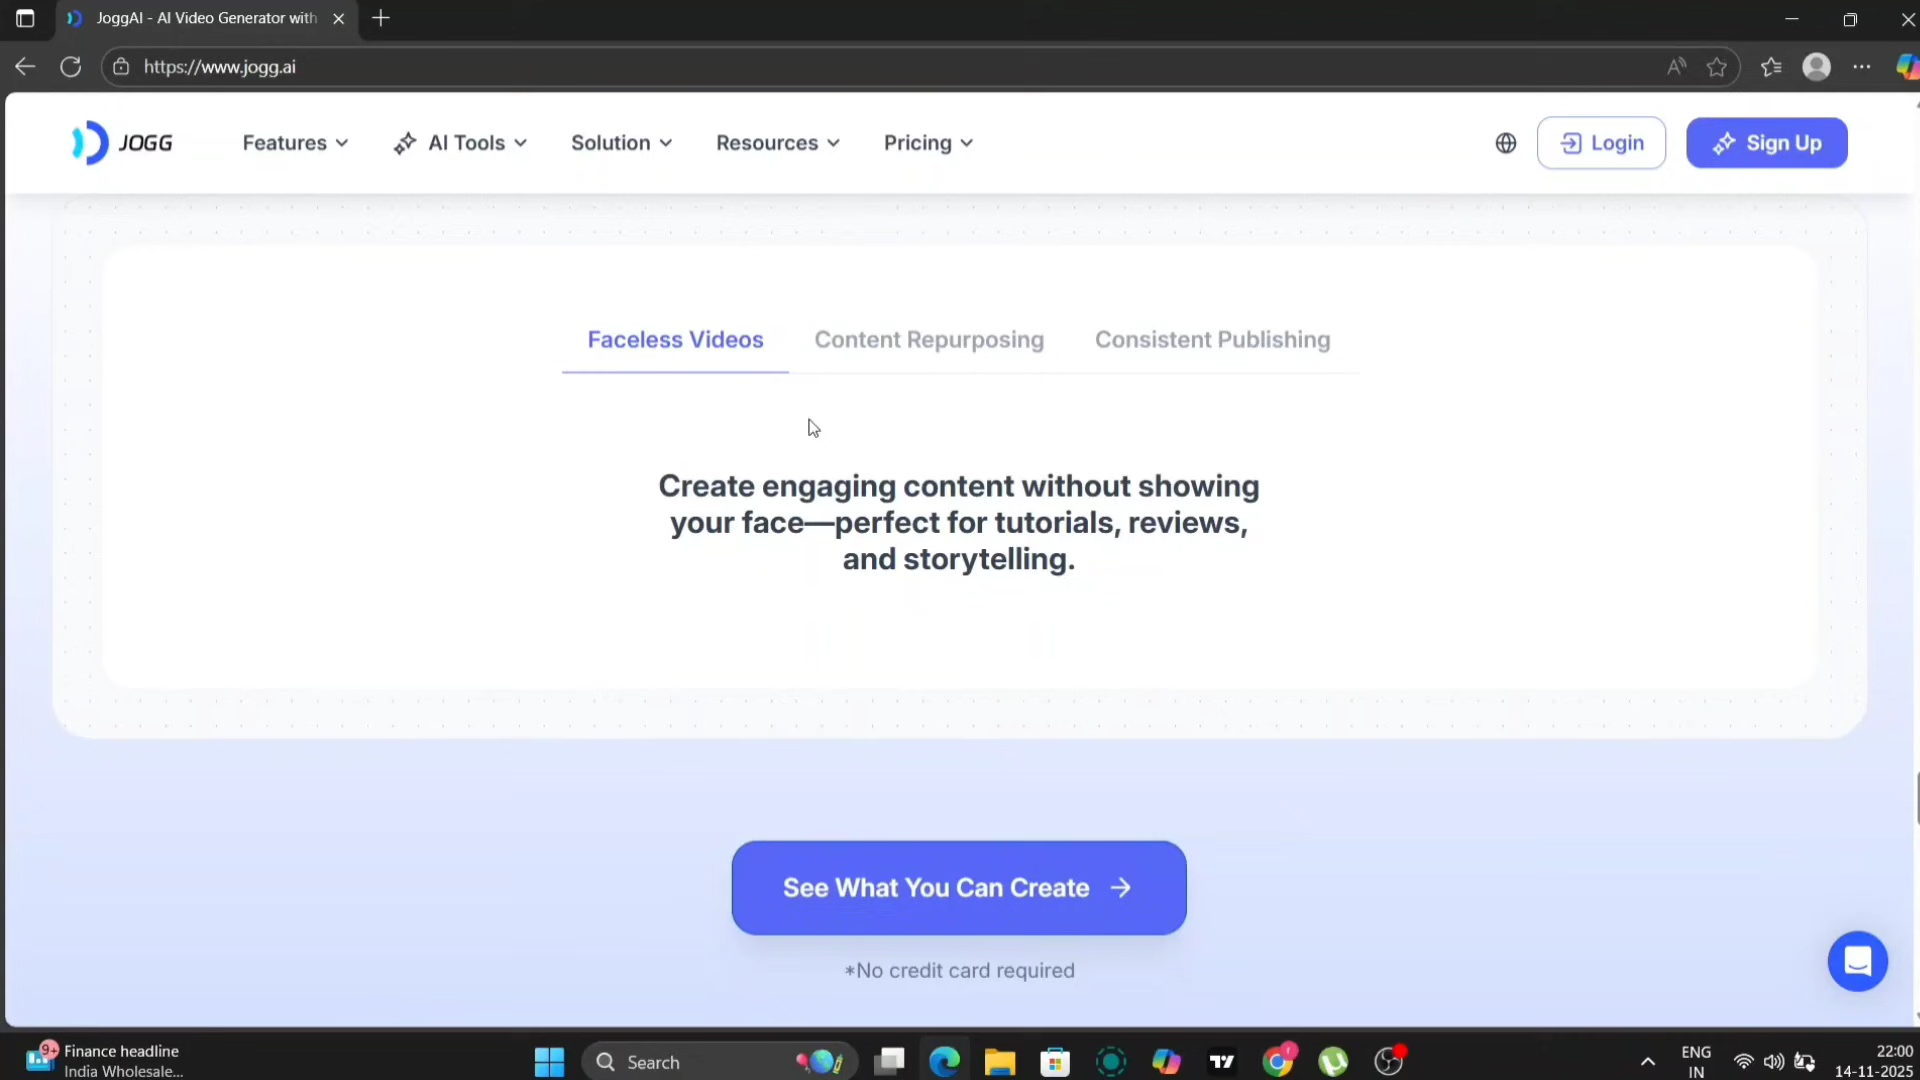 JoggAI - AI Video Generator with
https://www.jogg.ai
JOGG
Features
AI Tools
Solution
Resources
Pricing
Login
Sign Up
Faceless Videos
Content Repurposing
Consistent Publishing
Create engaging content without showing
your face—perfect for tutorials, reviews,
and storytelling.
See What You Can Create
*No credit card required
9+
Finance headline
India Wholesale...
Search
ENG
IN
22:00
14-11-2025